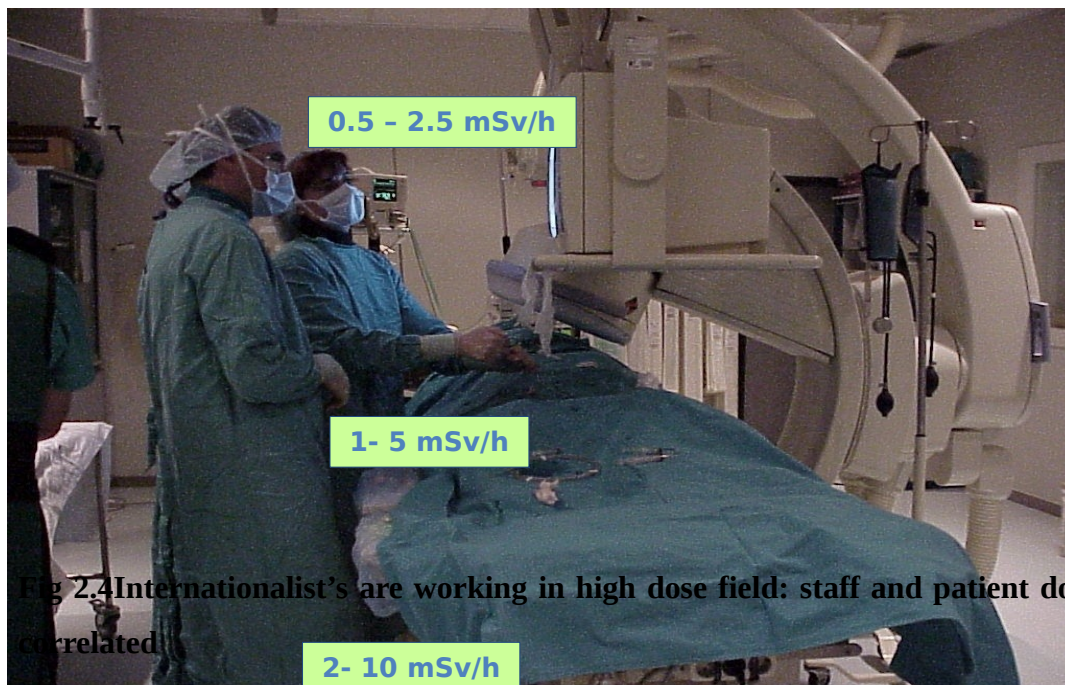 0.5 – 2.5 mSv/h
1- 5 mSv/h
Fig 2.4Internationalist's are working in high dose field: staff and patient do
correlated
2- 10 mSv/h